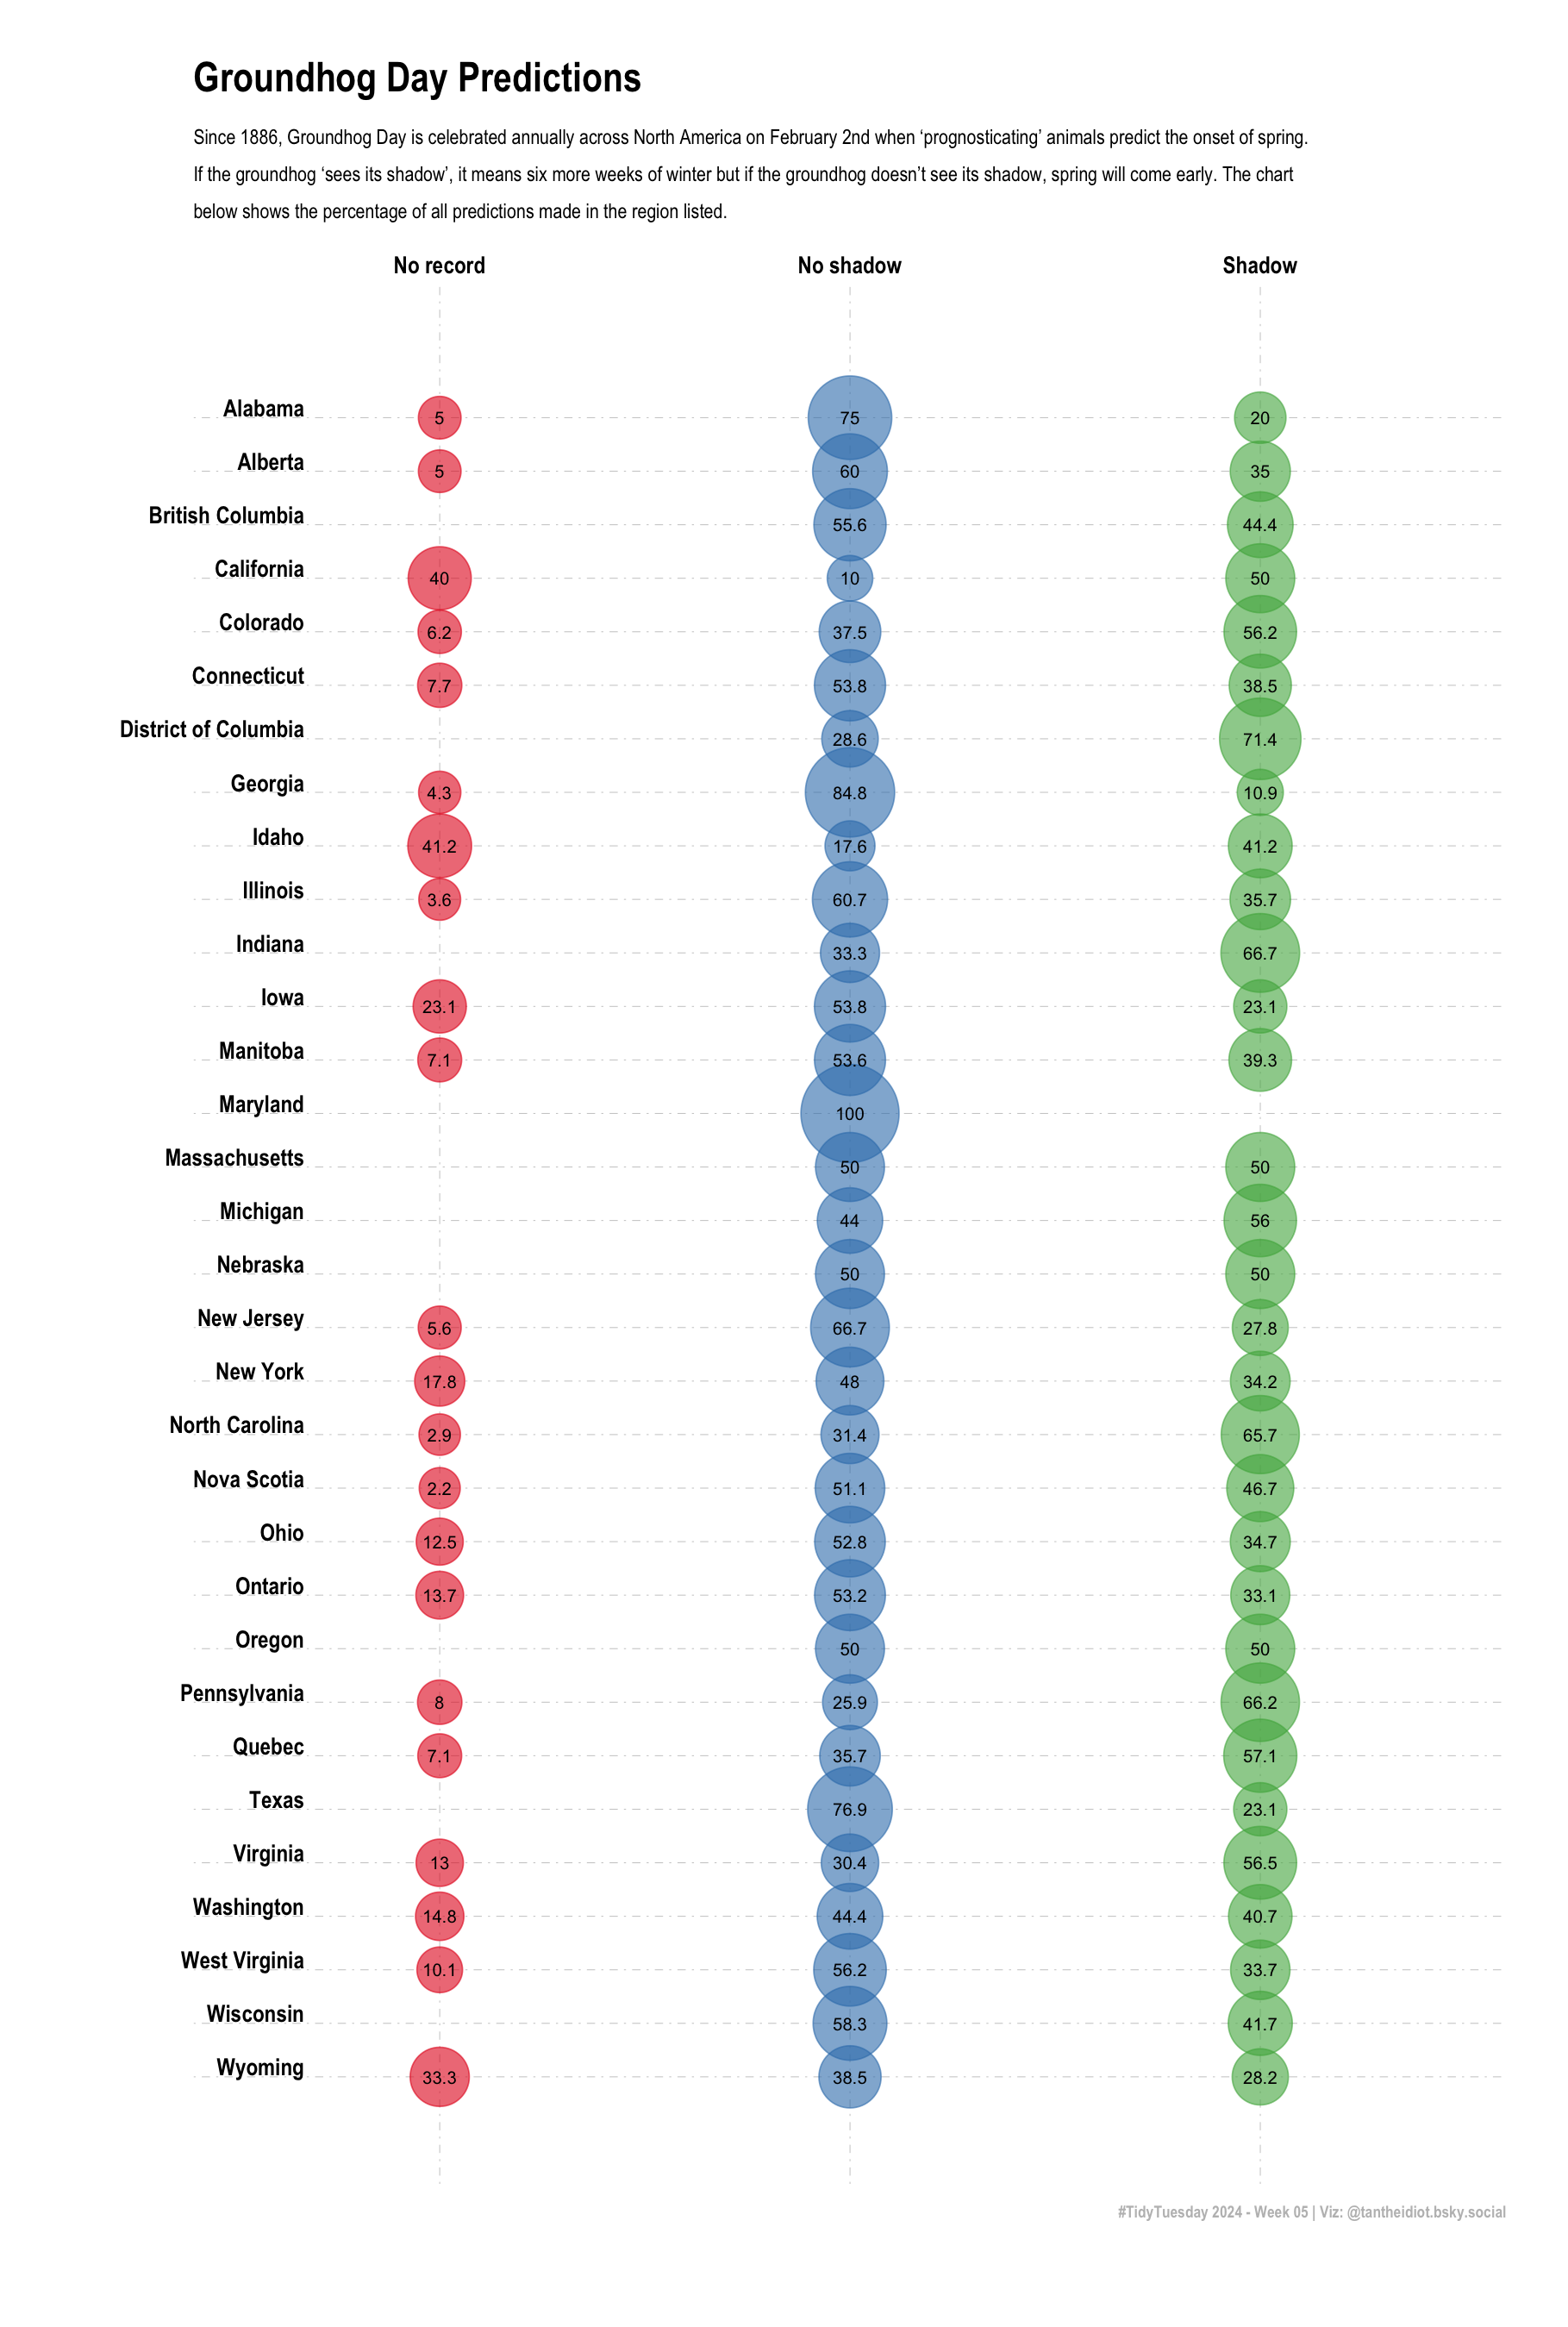 Groundhog Day Predictions
Since 1886, Groundhog Day is celebrated annually across North America on February 2nd when ‘prognosticating’ animals predict the onset of spring.
If the groundhog ‘sees its shadow’, it means six more weeks of winter but if the groundhog doesn’t see its shadow, spring will come early. The chart
below shows the percentage of all predictions made in the region listed.
No record No shadow Shadow
Alabama 5 75 20
Alberta 5 60 35
British Columbia 55.6 44.4
California 40 10 50
Colorado 6.2 37.5 56.2
Connecticut 7.7 53.8 38.5
District of Columbia 28.6 71.4
Georgia 4.3 84.8 10.9
Idaho 41.2 17.6 41.2
Illinois 3.6 60.7 35.7
Indiana 33.3 66.7
Iowa 23.1 53.8 23.1
Manitoba 7.1 53.6 39.3
Maryland 100
Massachusetts 50 50
Michigan 44 56
Nebraska 50 50
New Jersey 5.6 66.7 27.8
New York 17.8 48 34.2
North Carolina 2.9 31.4 65.7
Nova Scotia 2.2 51.1 46.7
Ohio 12.5 52.8 34.7
Ontario 13.7 53.2 33.1
Oregon 50 50
Pennsylvania 8 25.9 66.2
Quebec 7.1 35.7 57.1
Texas 76.9 23.1
Virginia 13 30.4 56.5
Washington 14.8 44.4 40.7
West Virginia 10.1 56.2 33.7
Wisconsin 58.3 41.7
Wyoming 33.3 38.5 28.2
#TidyTuesday 2024 - Week 05 | Viz: @tantheidiot.bsky.social